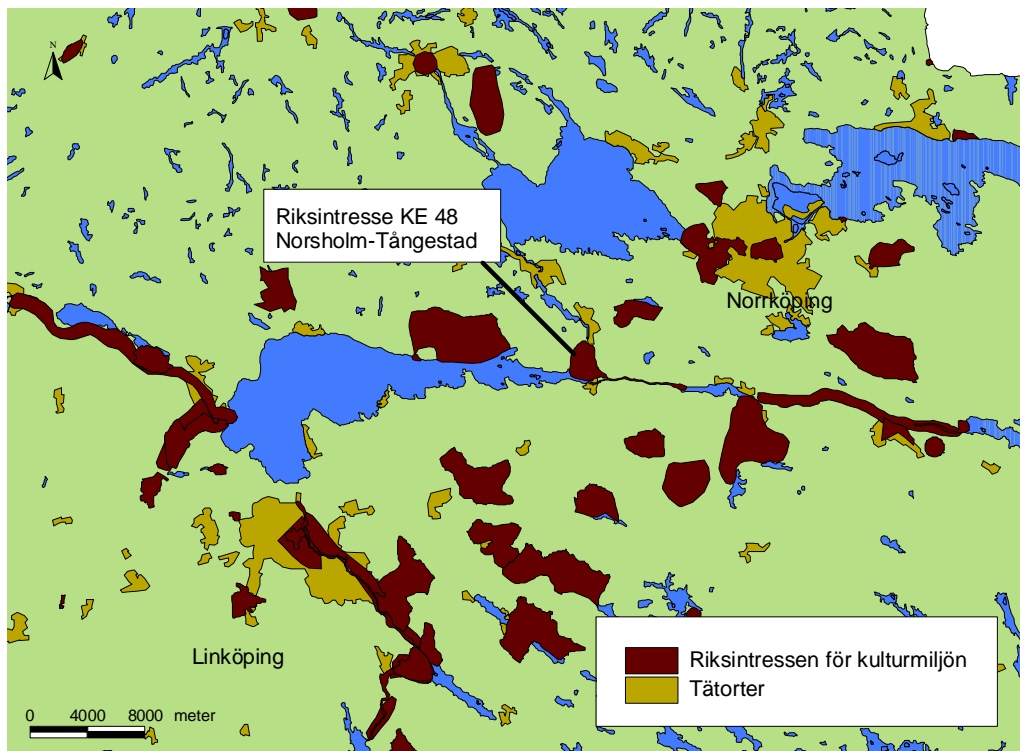 N
Riksintresse KE 48
Norsholm-Tångestad
Norrköping
Linköping
Riksintressen för kulturmiljön
Tätorter
0 4000 8000 meter